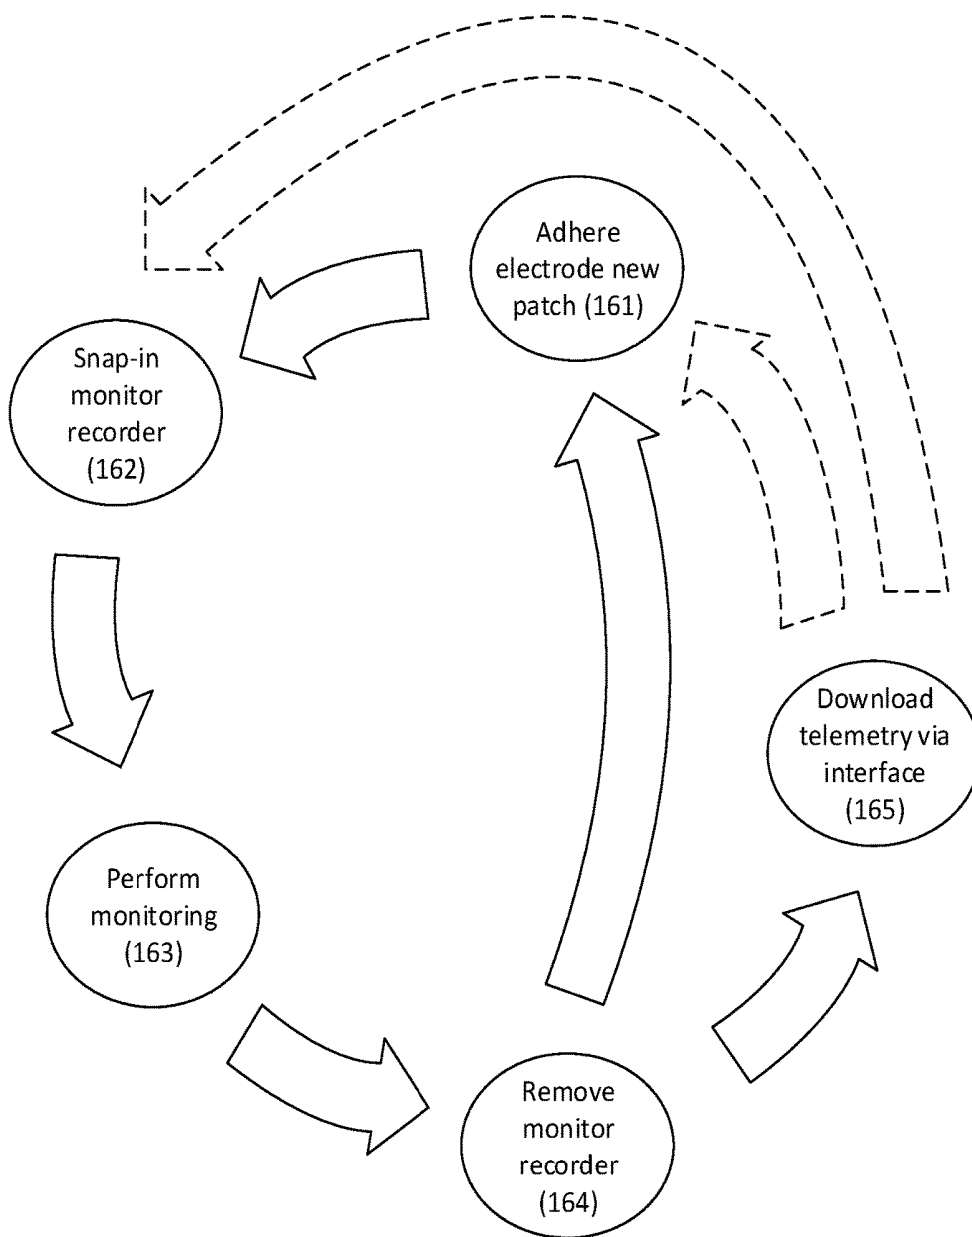 Adhere
electrode new
patch (161)
Snap-in
monitor
recorder
(162)
Download
telemetry via
interface
(165)
Perform
monitoring
(163)
Remove
monitor
recorder
(164)